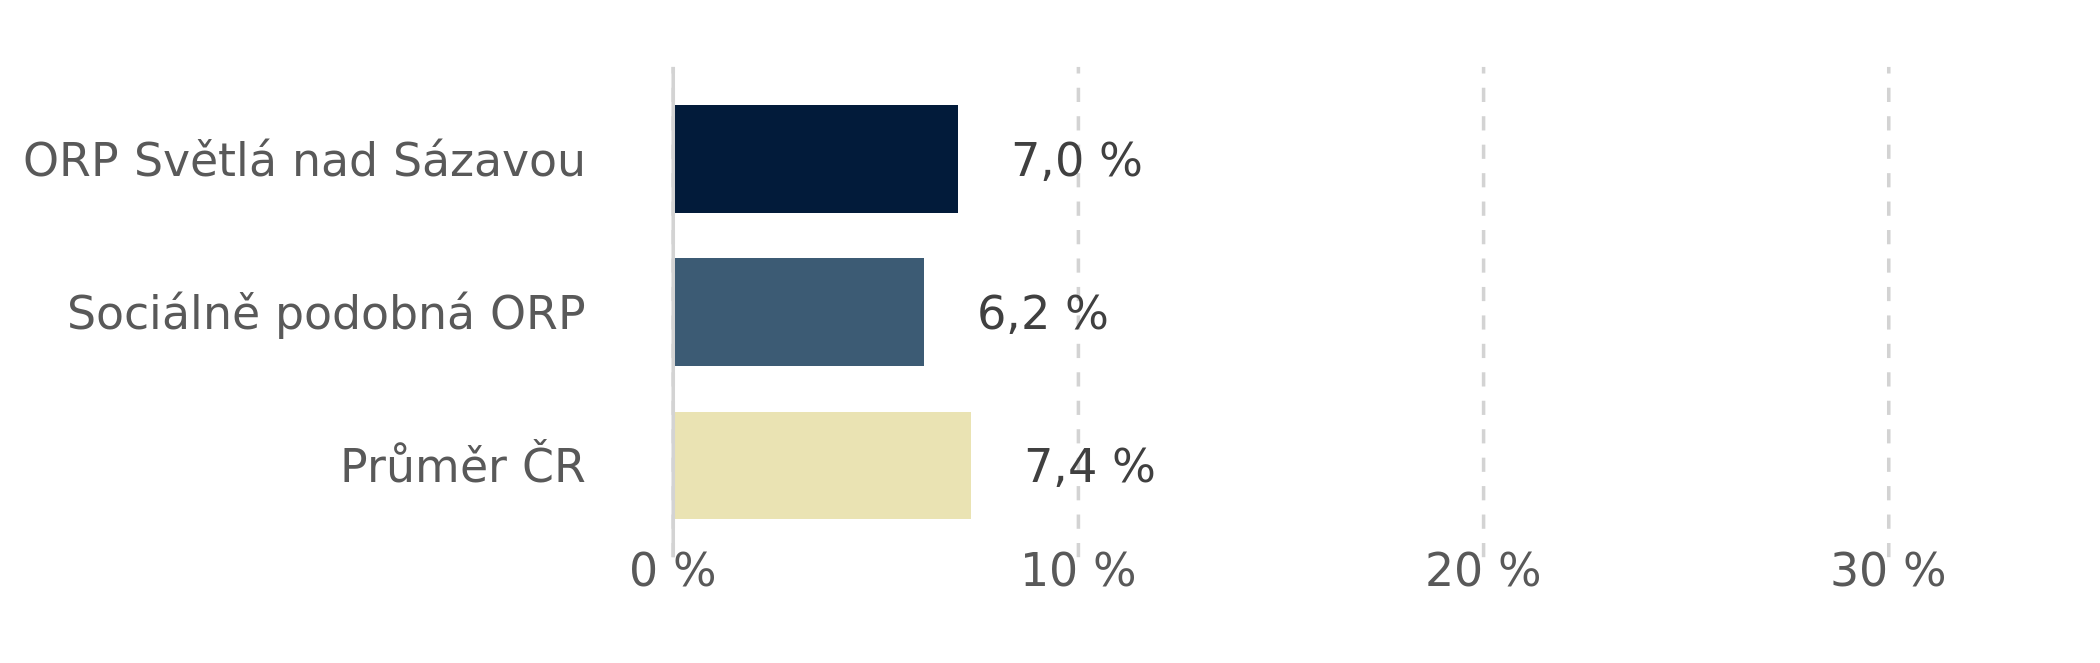 ORP Světlá nad Sázavou 7,0 %
Sociálně podobná ORP 6,2 %
Průměr ČR 7,4 %
0 % 10 % 20 % 30 %